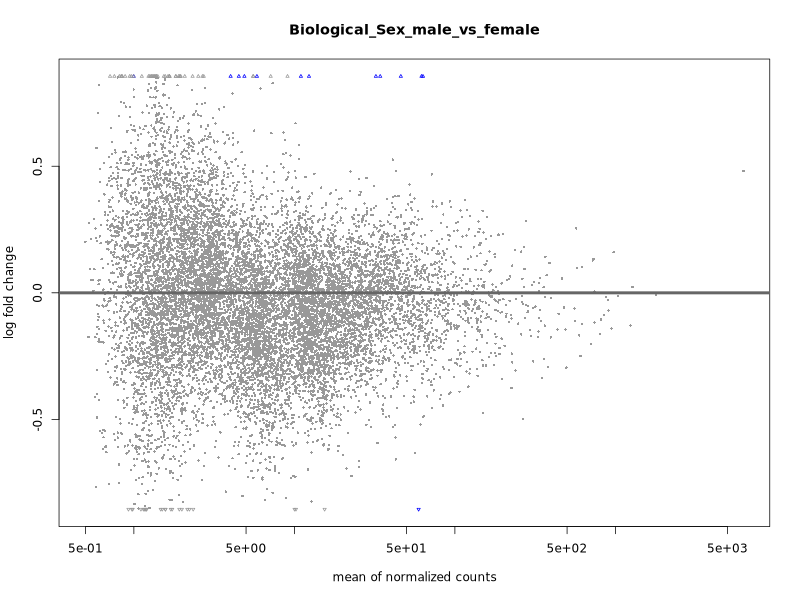 Biological_Sex_male_vs_female
log fold change
0.5
0.0
-0.5
5e-01
5e+00
5e+01
5e+02
5e+03
mean of normalized counts